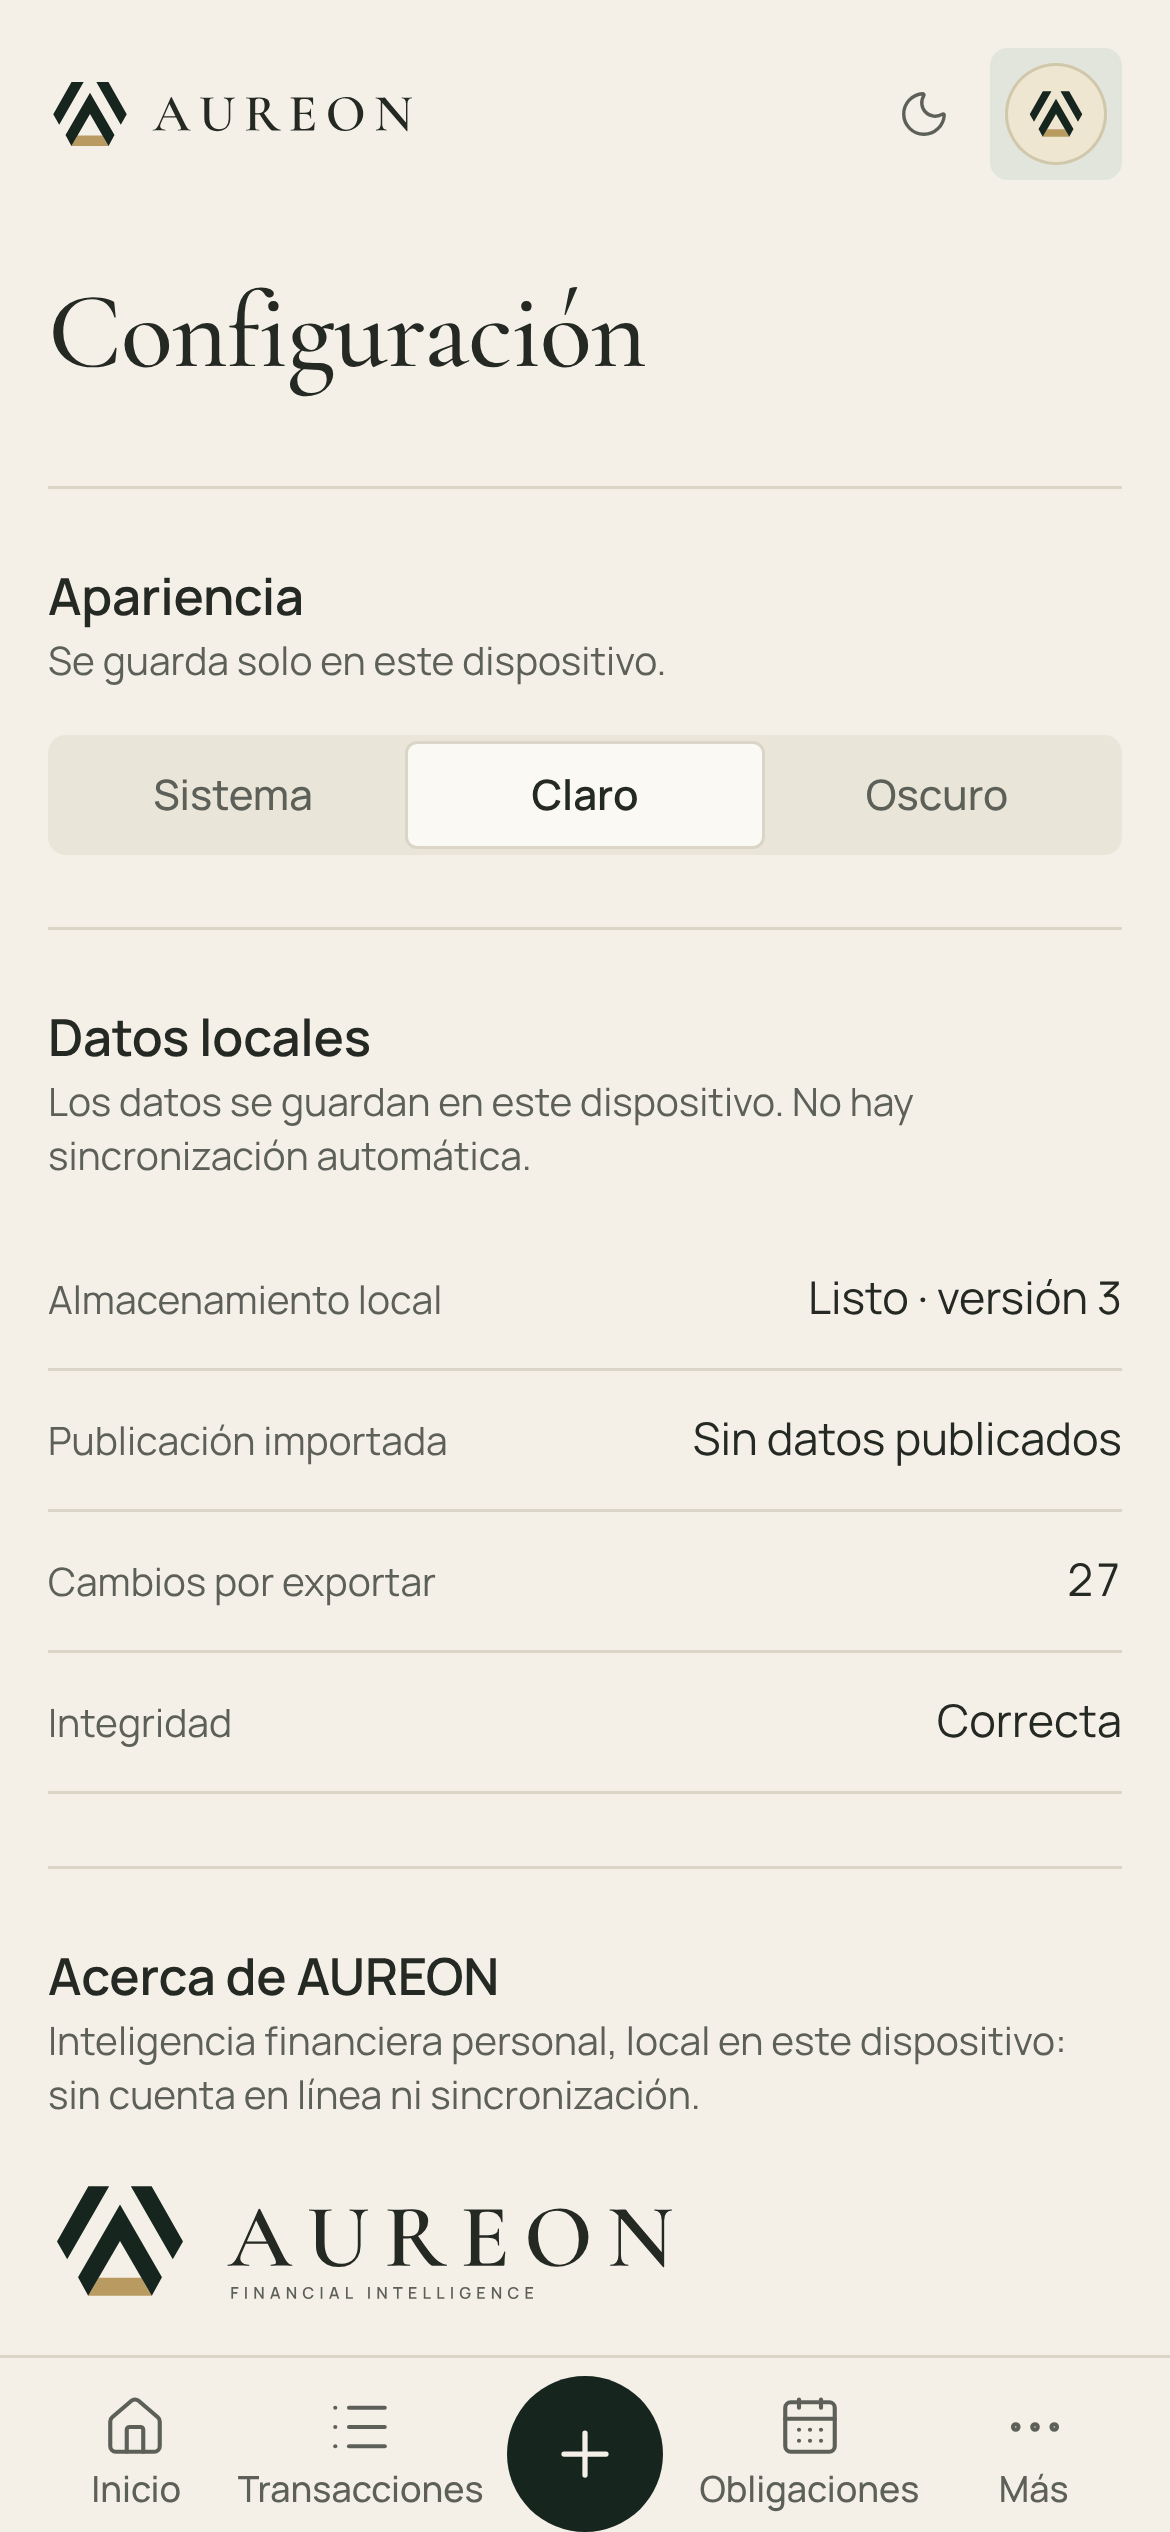 AUREON
Configuración
Apariencia
Se guarda solo en este dispositivo.
Sistema
Claro
Oscuro
Datos locales
Los datos se guardan en este dispositivo. No hay
sincronización automática.
Almacenamiento local
Listo · versión 3
Publicación importada
Sin datos publicados
Cambios por exportar
27
Integridad
Correcta
Acerca de AUREON
Inteligencia financiera personal, local en este dispositivo:
sin cuenta en línea ni sincronización.
AUREON
FINANCIAL INTELLIGENCE
Inicio
Transacciones
Obligaciones
Más